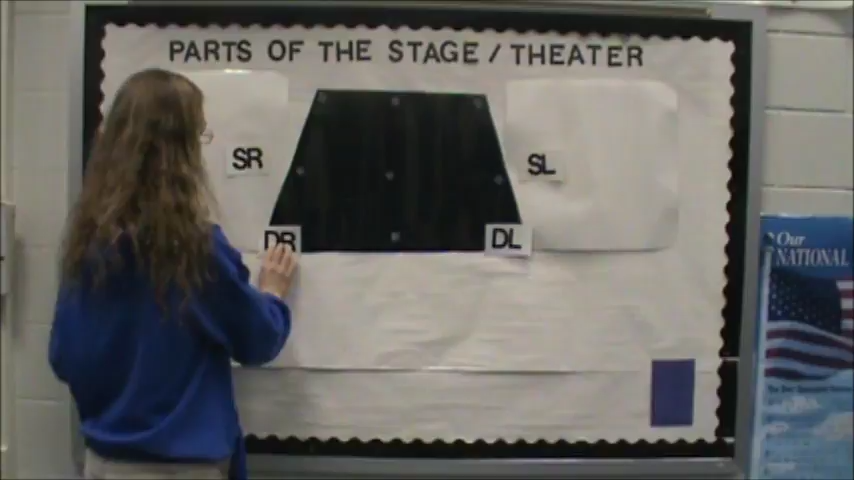 PARTS OF THE STAGE / THEATER
SR
SL
DR
DL
Our
NATIONAL